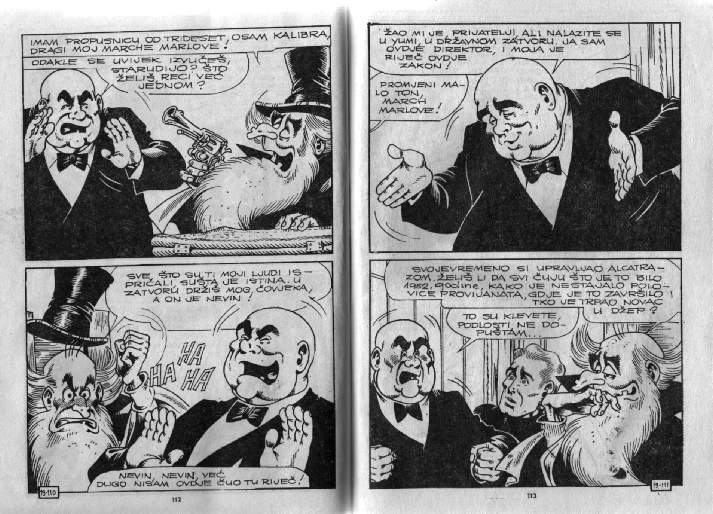 IMAM PROPUSNICU OD TRIDESET, OSAM KALIBRA,
DRAGI MOJ MARCHE MARLOVE!
ODAKLE SE UVIJEK IZVUČEŠ,
STARUDIJO? ŠTO
ŽELIŠ REĆI VEĆ
JEDNOM?
SVE, ŠTO SU TI MOJI LJUDI IS-
PRIČALI, SUŠTA JE ISTINA. U
ZATVORU DRŽIŠ MOG ČOVJEKA,
A ON JE NEVIN!
HA
HA
HA
NEVIN, NEVIN, VEĆ
DUGO NISAM OVDJE ČUO TU RIJEČ!
19-110
112
ŽAO MI JE, PRIJATELJI, ALI NALAZITE SE
U YUMI, U DRŽAVNOM ZATVORU, JA SAM
OVDJE DIREKTOR, I MOJA JE
RIJEČ OVDJE
ZAKON!
PROMJENI MA-
LO TON,
MARCH
MARLOVE!
SVOJEVREMENO SI UPRAVLJAO ALCATRA-
ZOM, ŽELIŠ LI DA SVI ČUJU ŠTO JE TO BILO
1952. godine, KAKO JE NESTAJALO POLO-
VICE PROVIJANATA, GDJE JE TO ZAVRŠILO I
TKO JE TRPAO NOVAC
U DŽEP?
TO SU KLEVETE,
PODLOSTI, NE DO-
PUŠTAM...
113
19-111